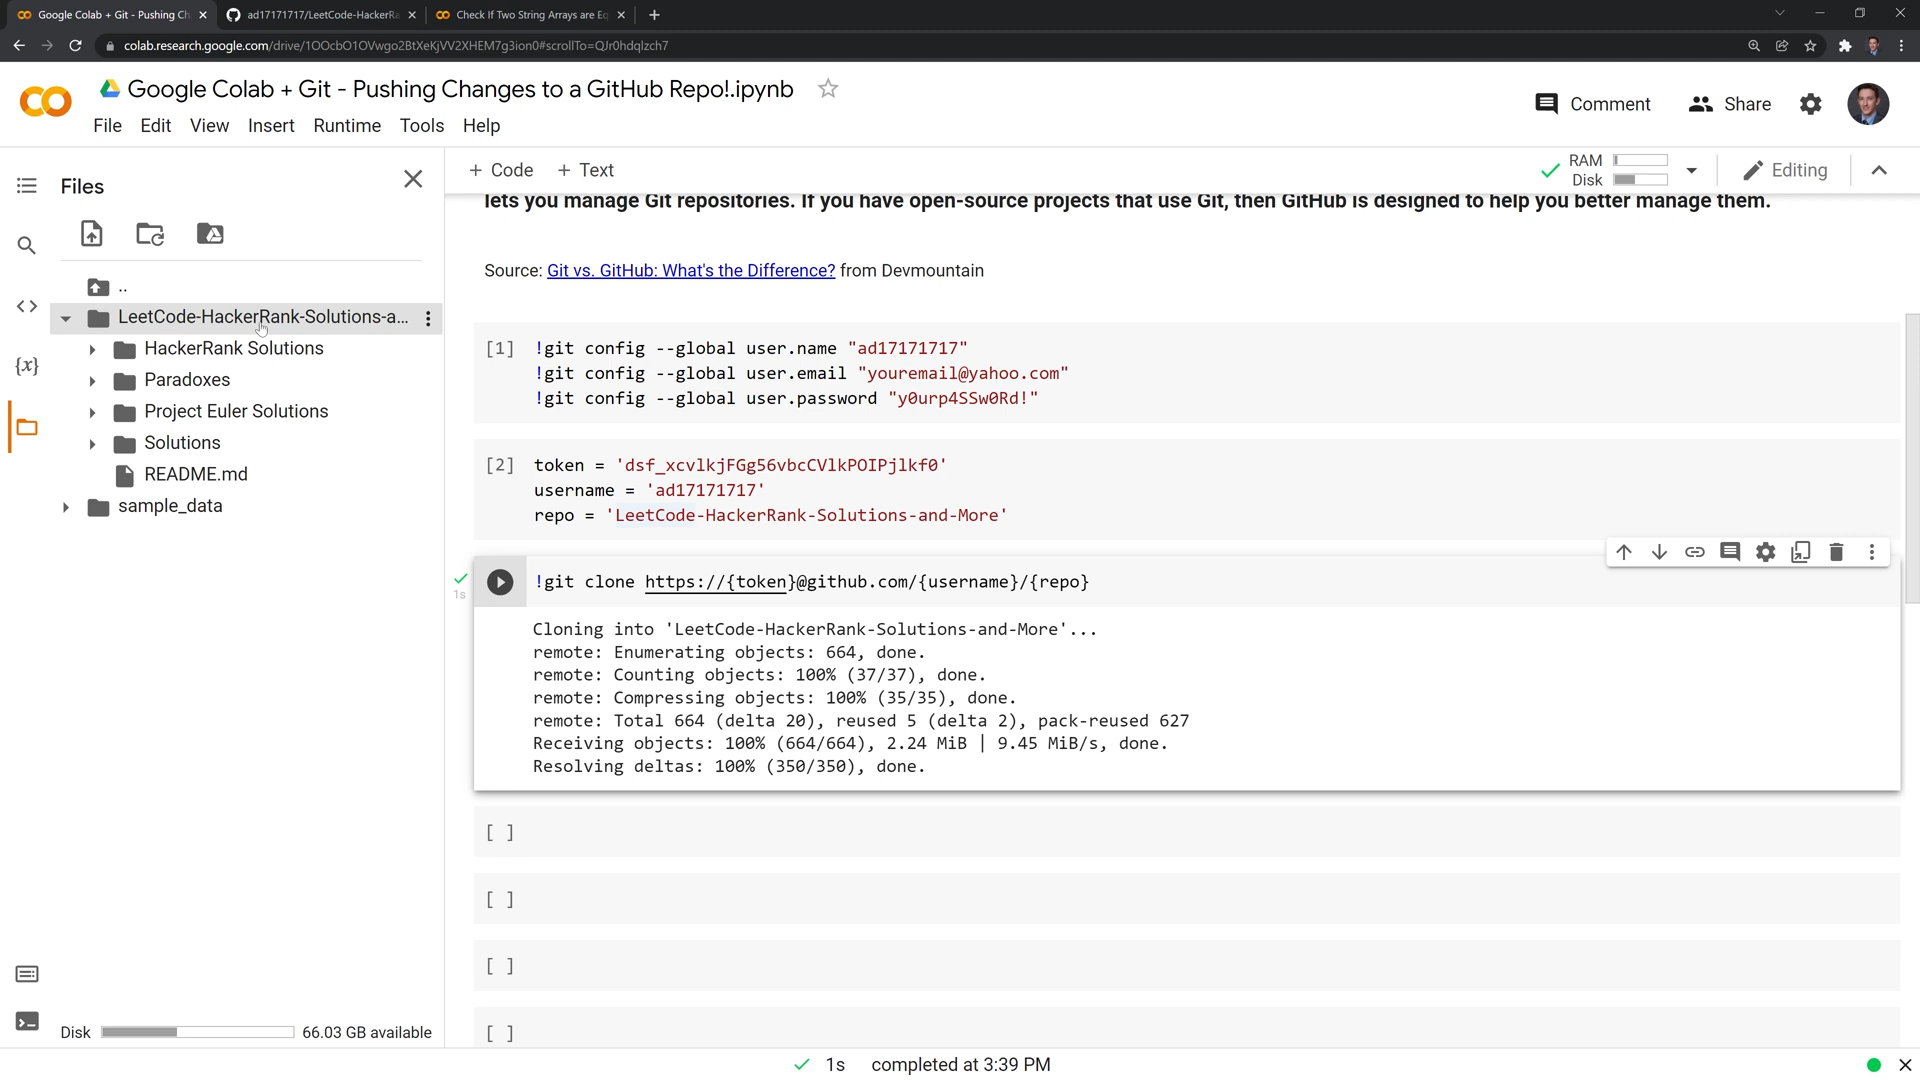 Google Colab + Git - Pushing Ch
ad17171717/LeetCode-HackerRa
Check If Two String Arrays are Eq
colab.research.google.com/drive/1OOcbO1OVwgo2BtXeKjVV2XHEM7g3ion0#scrollTo=QJr0hdqlzch7
Google Colab + Git - Pushing Changes to a GitHub Repo!.ipynb
File Edit View Insert Runtime Tools Help
Comment
Share
Files
+ Code + Text
RAM
Disk
Editing
..
LeetCode-HackerRank-Solutions-a...
HackerRank Solutions
Paradoxes
Project Euler Solutions
Solutions
README.md
sample_data
Disk 66.03 GB available
lets you manage Git repositories. If you have open-source projects that use Git, then GitHub is designed to help you better manage them.
Source: Git vs. GitHub: What's the Difference? from Devmountain
[1] !git config --global user.name "ad17171717"
!git config --global user.email "youremail@yahoo.com"
!git config --global user.password "y0urp4SSw0Rd!"
[2] token = 'dsf_xcvlkjFGg56vbcCVlkPOIPjlkf0'
username = 'ad17171717'
repo = 'LeetCode-HackerRank-Solutions-and-More'
1s
!git clone https://{token}@github.com/{username}/{repo}
Cloning into 'LeetCode-HackerRank-Solutions-and-More'...
remote: Enumerating objects: 664, done.
remote: Counting objects: 100% (37/37), done.
remote: Compressing objects: 100% (35/35), done.
remote: Total 664 (delta 20), reused 5 (delta 2), pack-reused 627
Receiving objects: 100% (664/664), 2.24 MiB | 9.45 MiB/s, done.
Resolving deltas: 100% (350/350), done.
[ ]
[ ]
[ ]
[ ]
1s completed at 3:39 PM